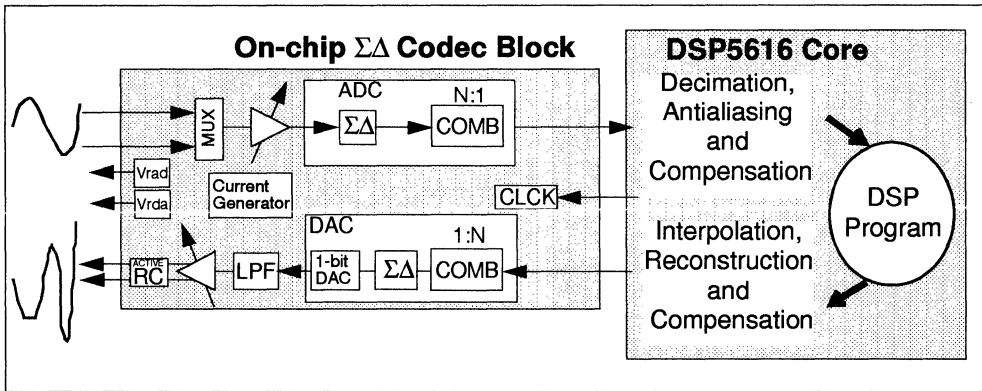 On-chip ΣΔ Codec Block
DSP5616 Core
MUX
ADC
N:1
ΣΔ
COMB
Decimation,
Antialiasing
and
Compensation
Vrad
Vrda
Current
Generator
CLCK
DSP
Program
DAC
1:N
ACTIVE
RC
LPF
1-bit
DAC
ΣΔ
COMB
Interpolation,
Reconstruction
and
Compensation